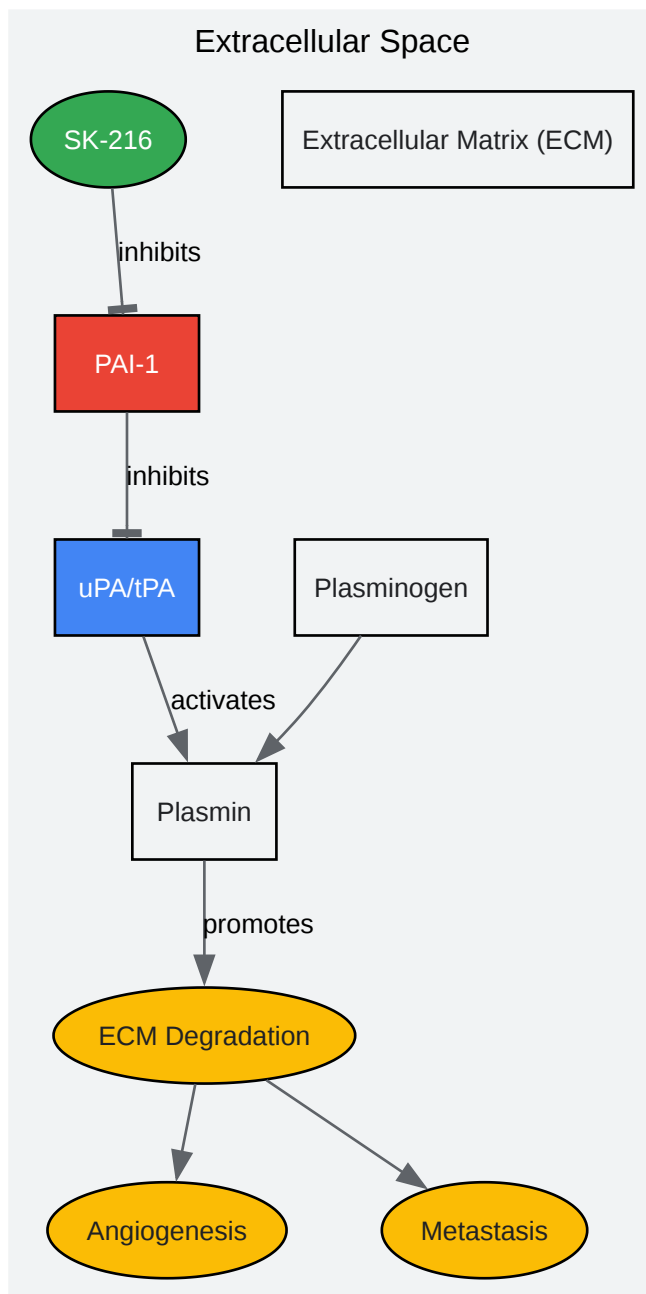 Extracellular Space
SK-216
Extracellular Matrix (ECM)
inhibits
PAI-1
inhibits
uPA/tPA
Plasminogen
activates
Plasmin
promotes
ECM Degradation
Angiogenesis
Metastasis